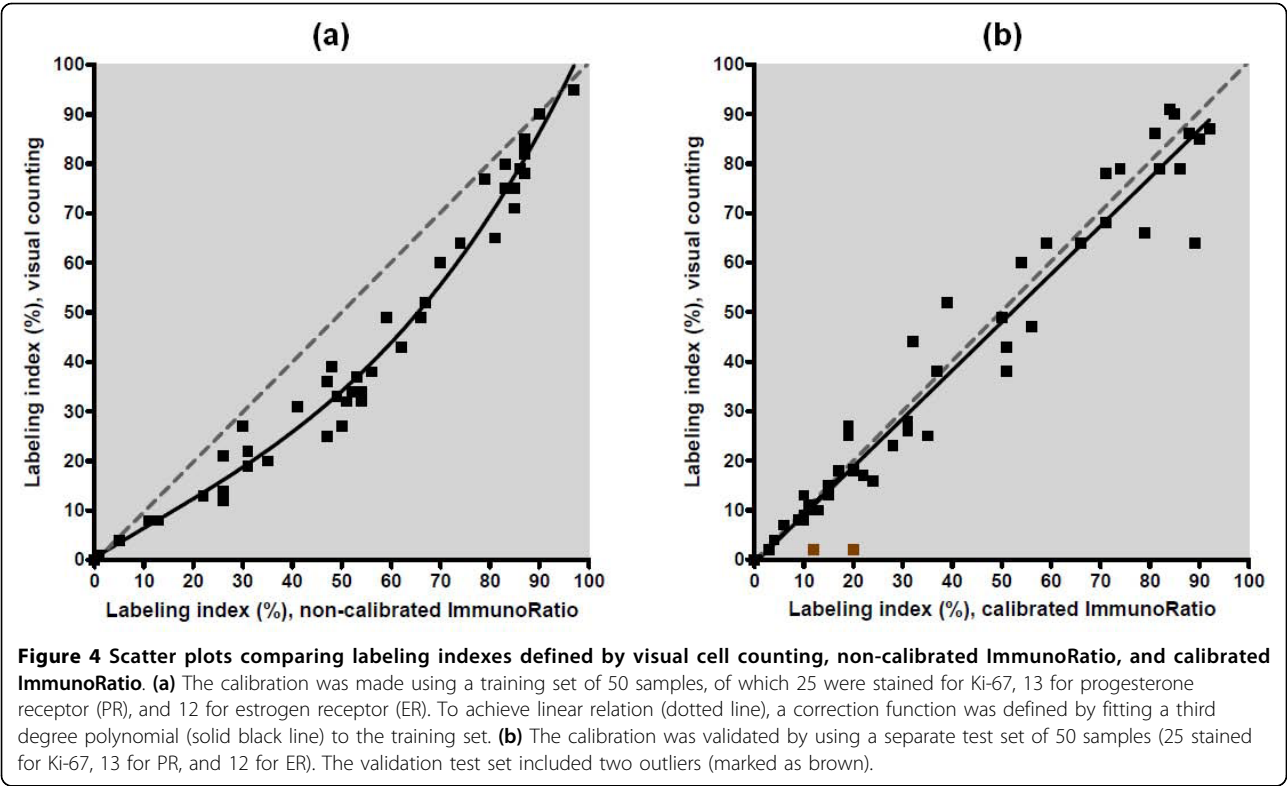 (a)
(b)
100
90
80
70
60
50
40
30
20
10
0
Labeling index (%), visual counting
0 10 20 30 40 50 60 70 80 90 100
Labeling index (%), non-calibrated ImmunoRatio
100
90
80
70
60
50
40
30
20
10
0
Labeling index (%), visual counting
0 10 20 30 40 50 60 70 80 90 100
Labeling index (%), calibrated ImmunoRatio
Figure 4 Scatter plots comparing labeling indexes defined by visual cell counting, non-calibrated ImmunoRatio, and calibrated
ImmunoRatio. (a) The calibration was made using a training set of 50 samples, of which 25 were stained for Ki-67, 13 for progesterone
receptor (PR), and 12 for estrogen receptor (ER). To achieve linear relation (dotted line), a correction function was defined by fitting a third
degree polynomial (solid black line) to the training set. (b) The calibration was validated by using a separate test set of 50 samples (25 stained
for Ki-67, 13 for PR, and 12 for ER). The validation test set included two outliers (marked as brown).